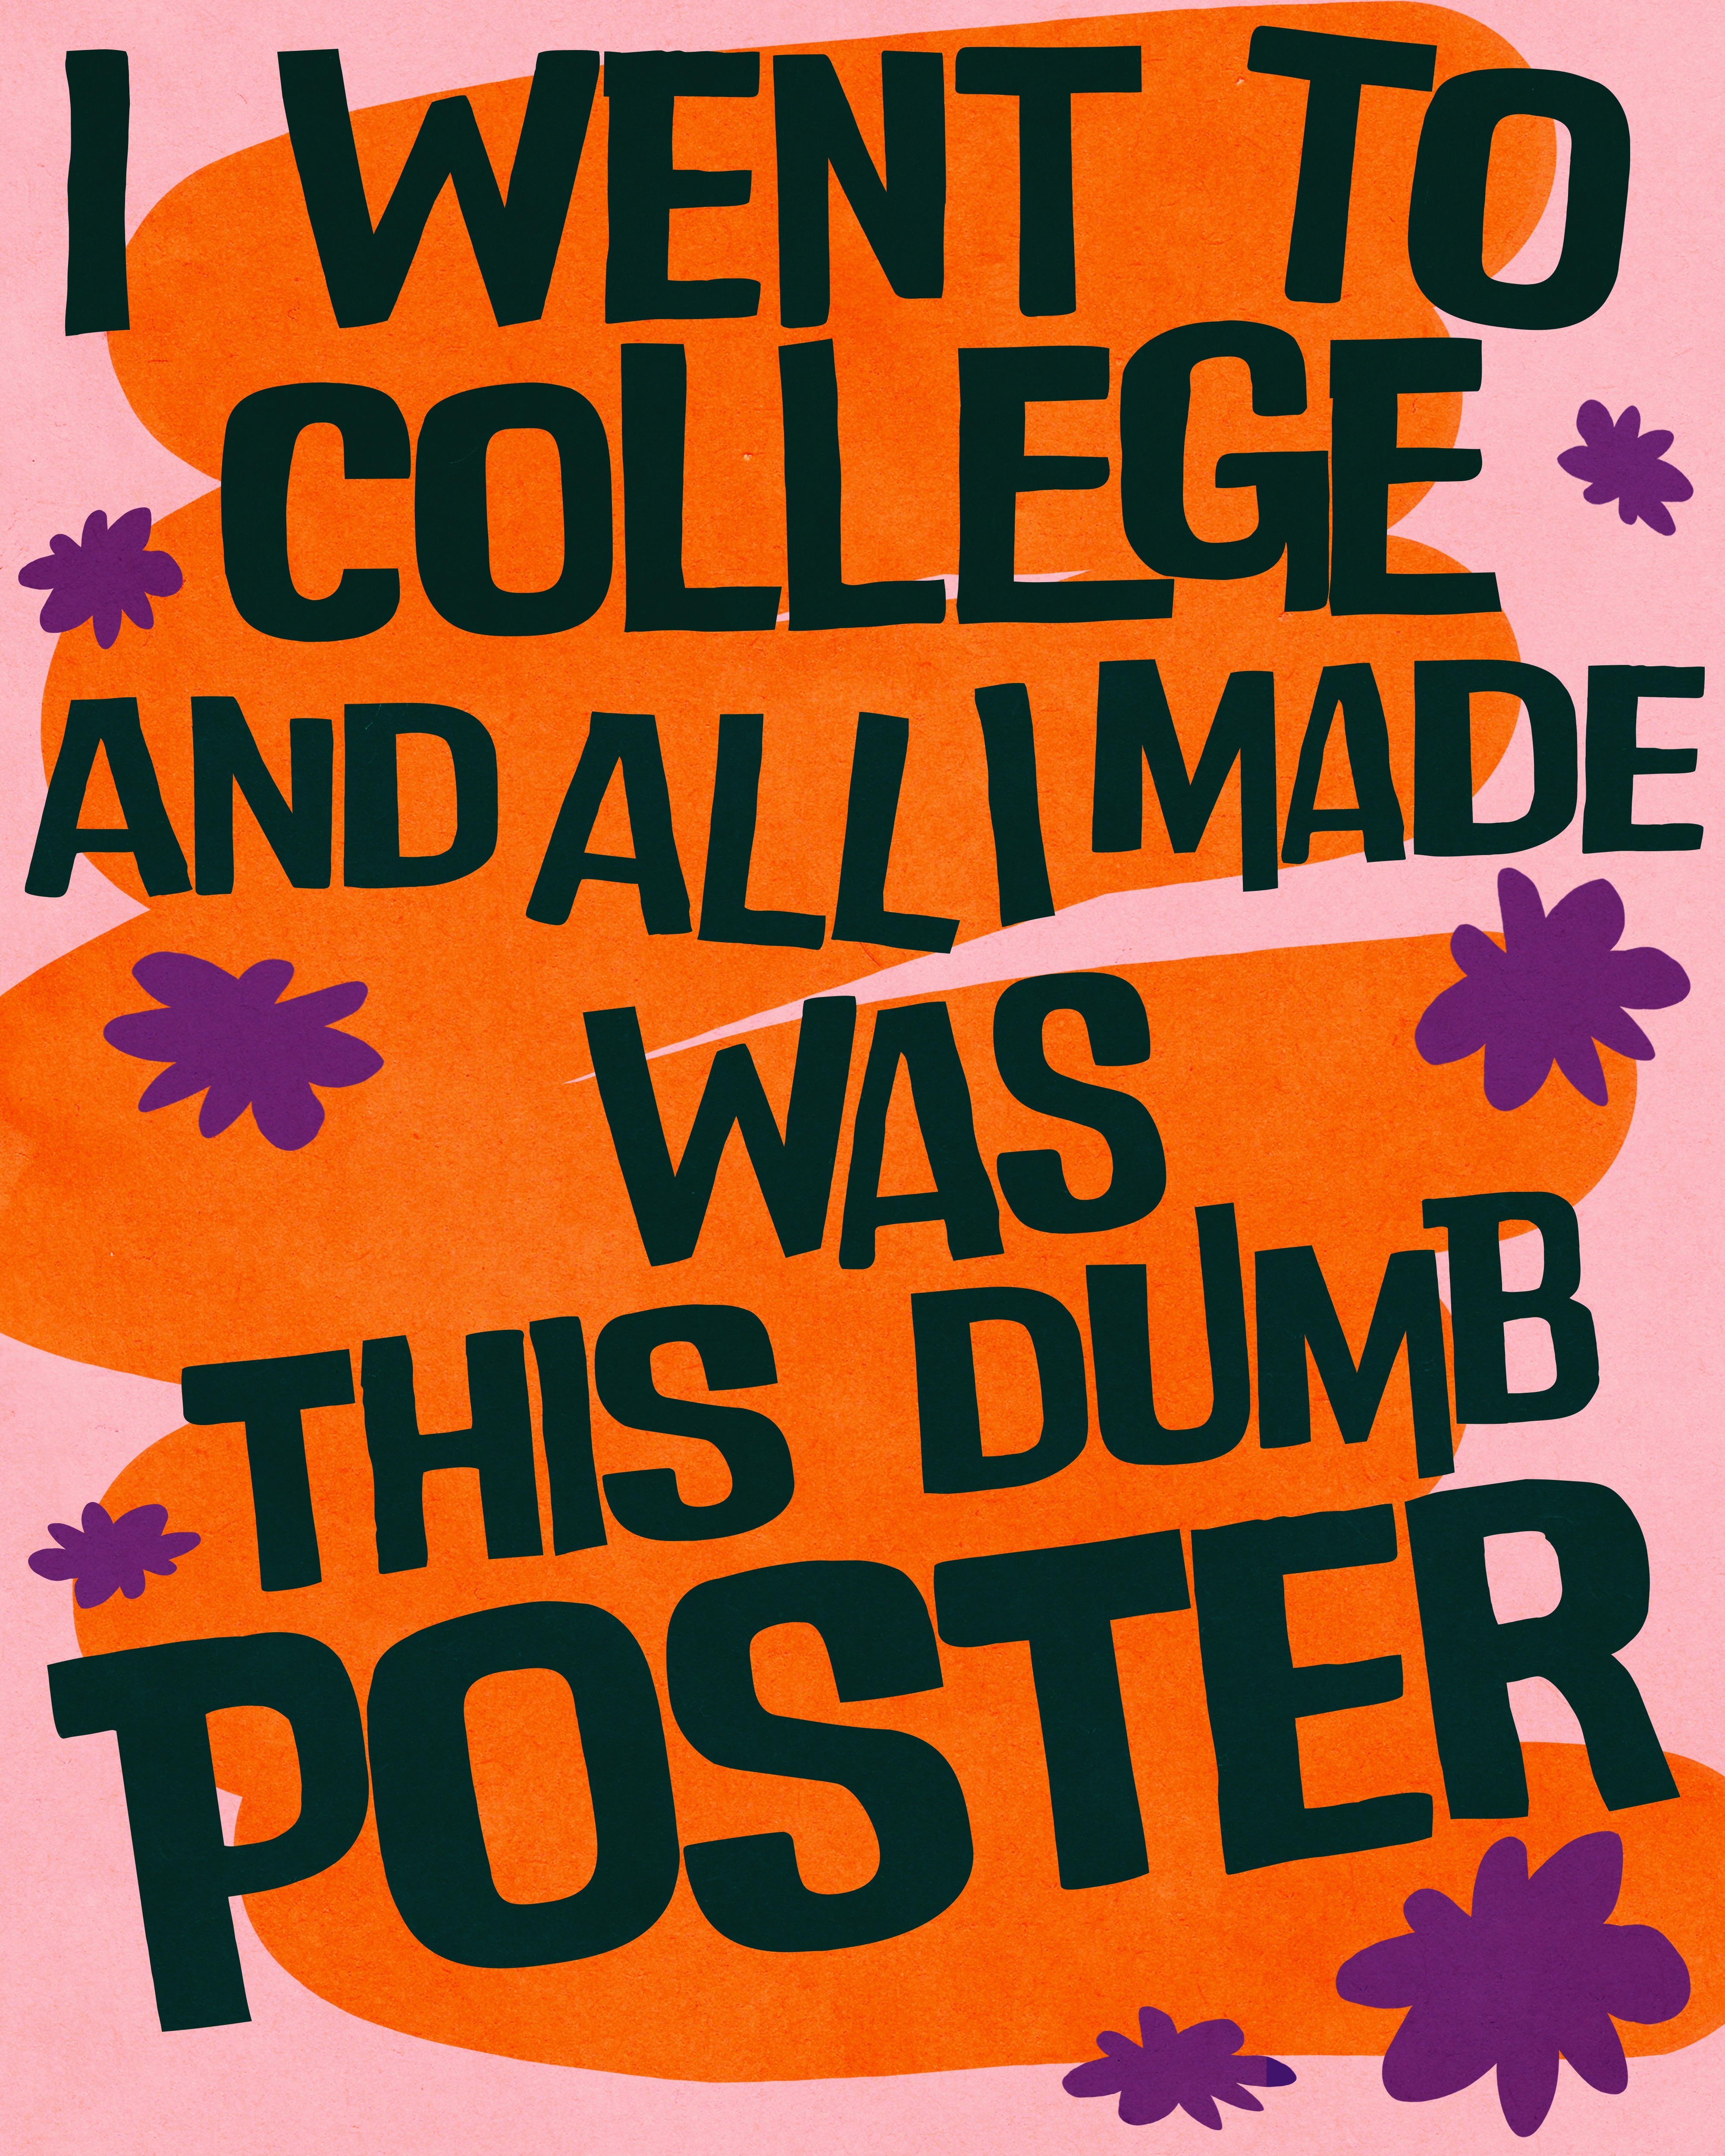 I WENT TO
COLLEGE
AND ALL I MADE
WAS
THIS DUMB
POSTER